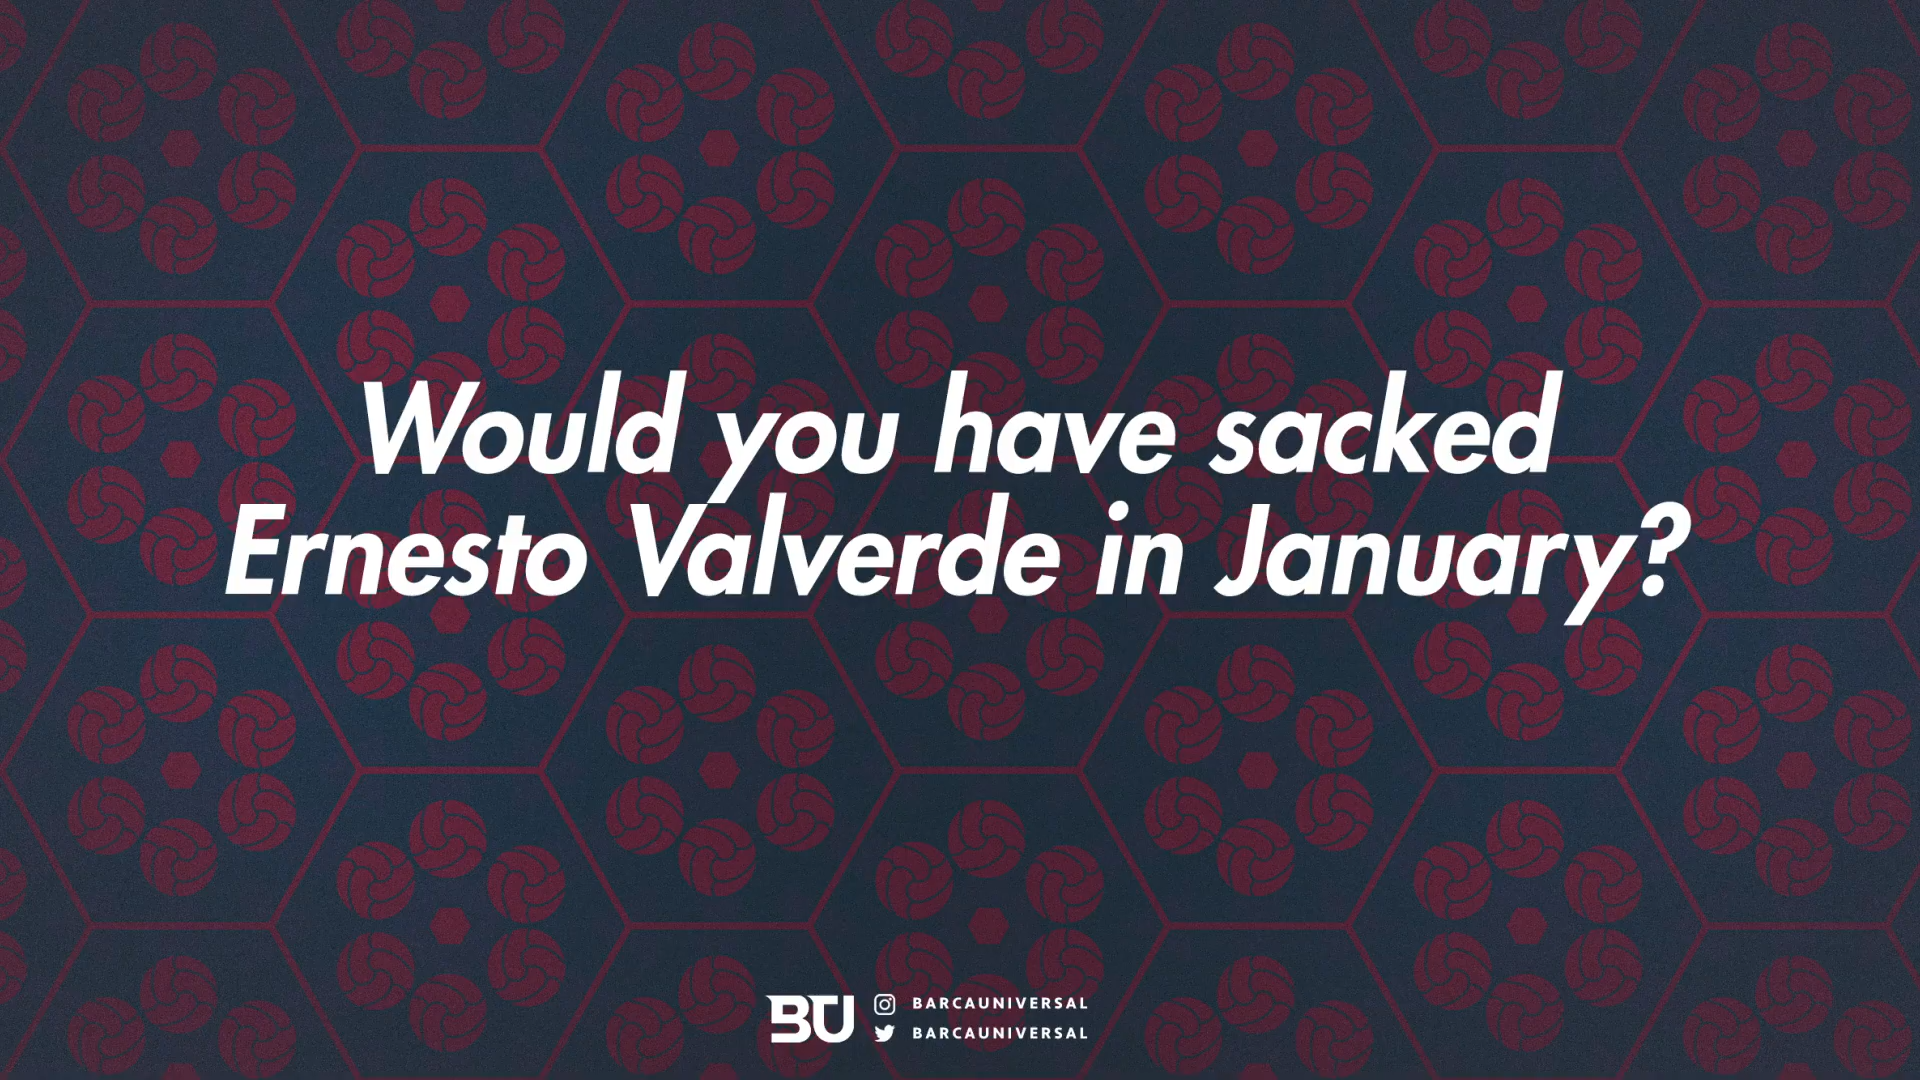 Would you have sacked
Ernesto Valverde in January?
BU
BARCAUNIVERSAL
BARCAUNIVERSAL